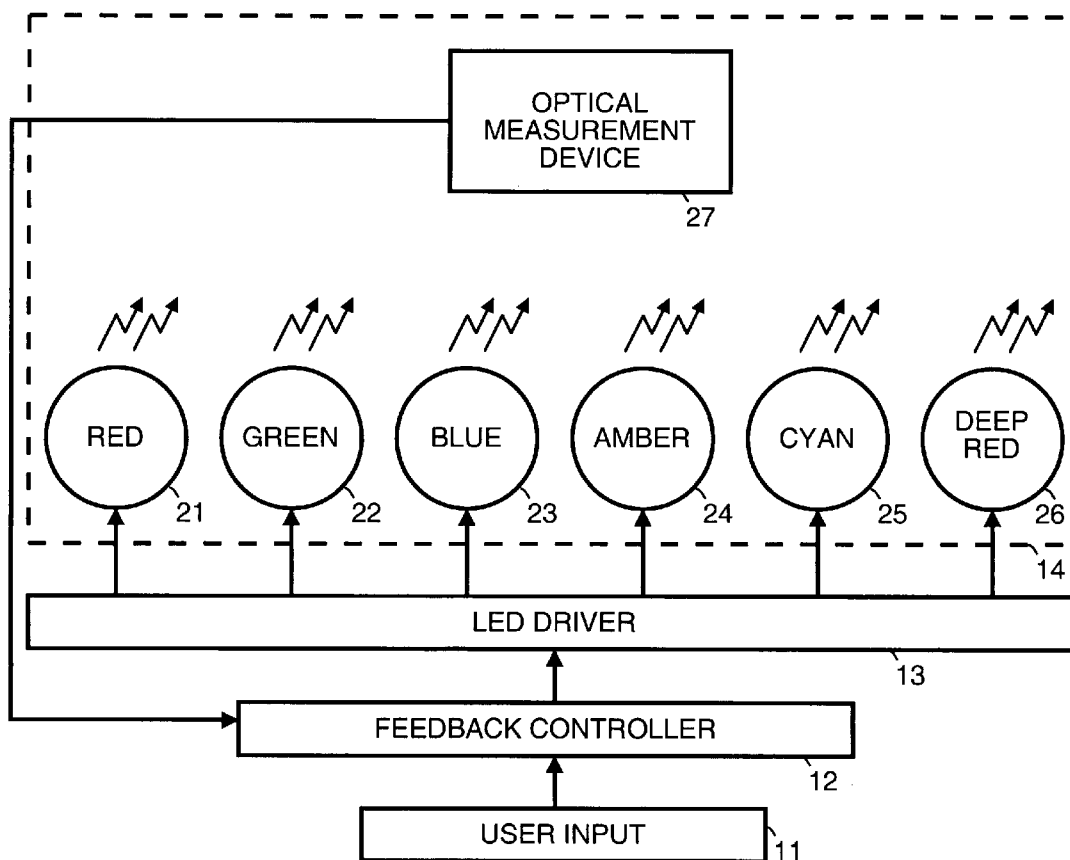 OPTICAL
MEASUREMENT
DEVICE
27
RED
GREEN
BLUE
AMBER
CYAN
DEEP
RED
21
22
23
24
25
26
14
LED DRIVER
13
FEEDBACK CONTROLLER
12
USER INPUT
11